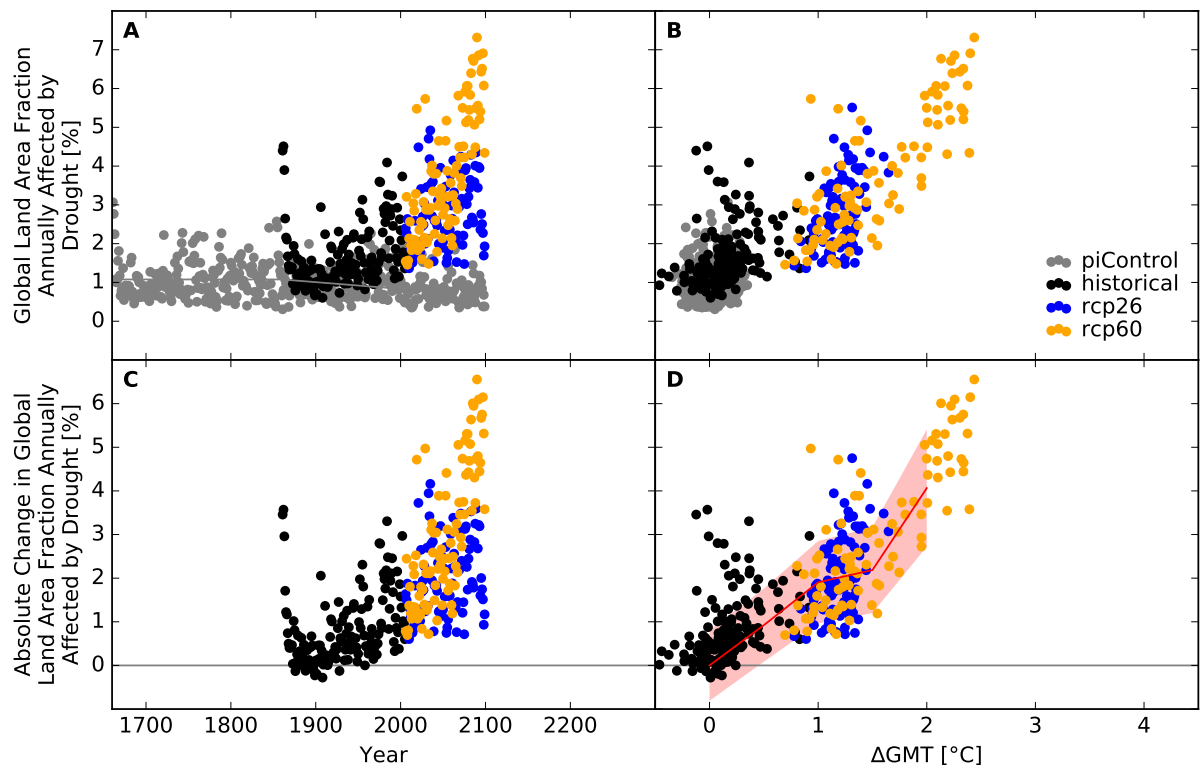 A
B
Global Land Area Fraction
Annually Affected by
Drought [%]
7
6
5
4
3
2
1
0
piControl
historical
rcp26
rcp60
C
D
Absolute Change in Global
Land Area Fraction Annually
Affected by Drought [%]
6
5
4
3
2
1
0
1700 1800 1900 2000 2100 2200
0 1 2 3 4
Year
ΔGMT [°C]